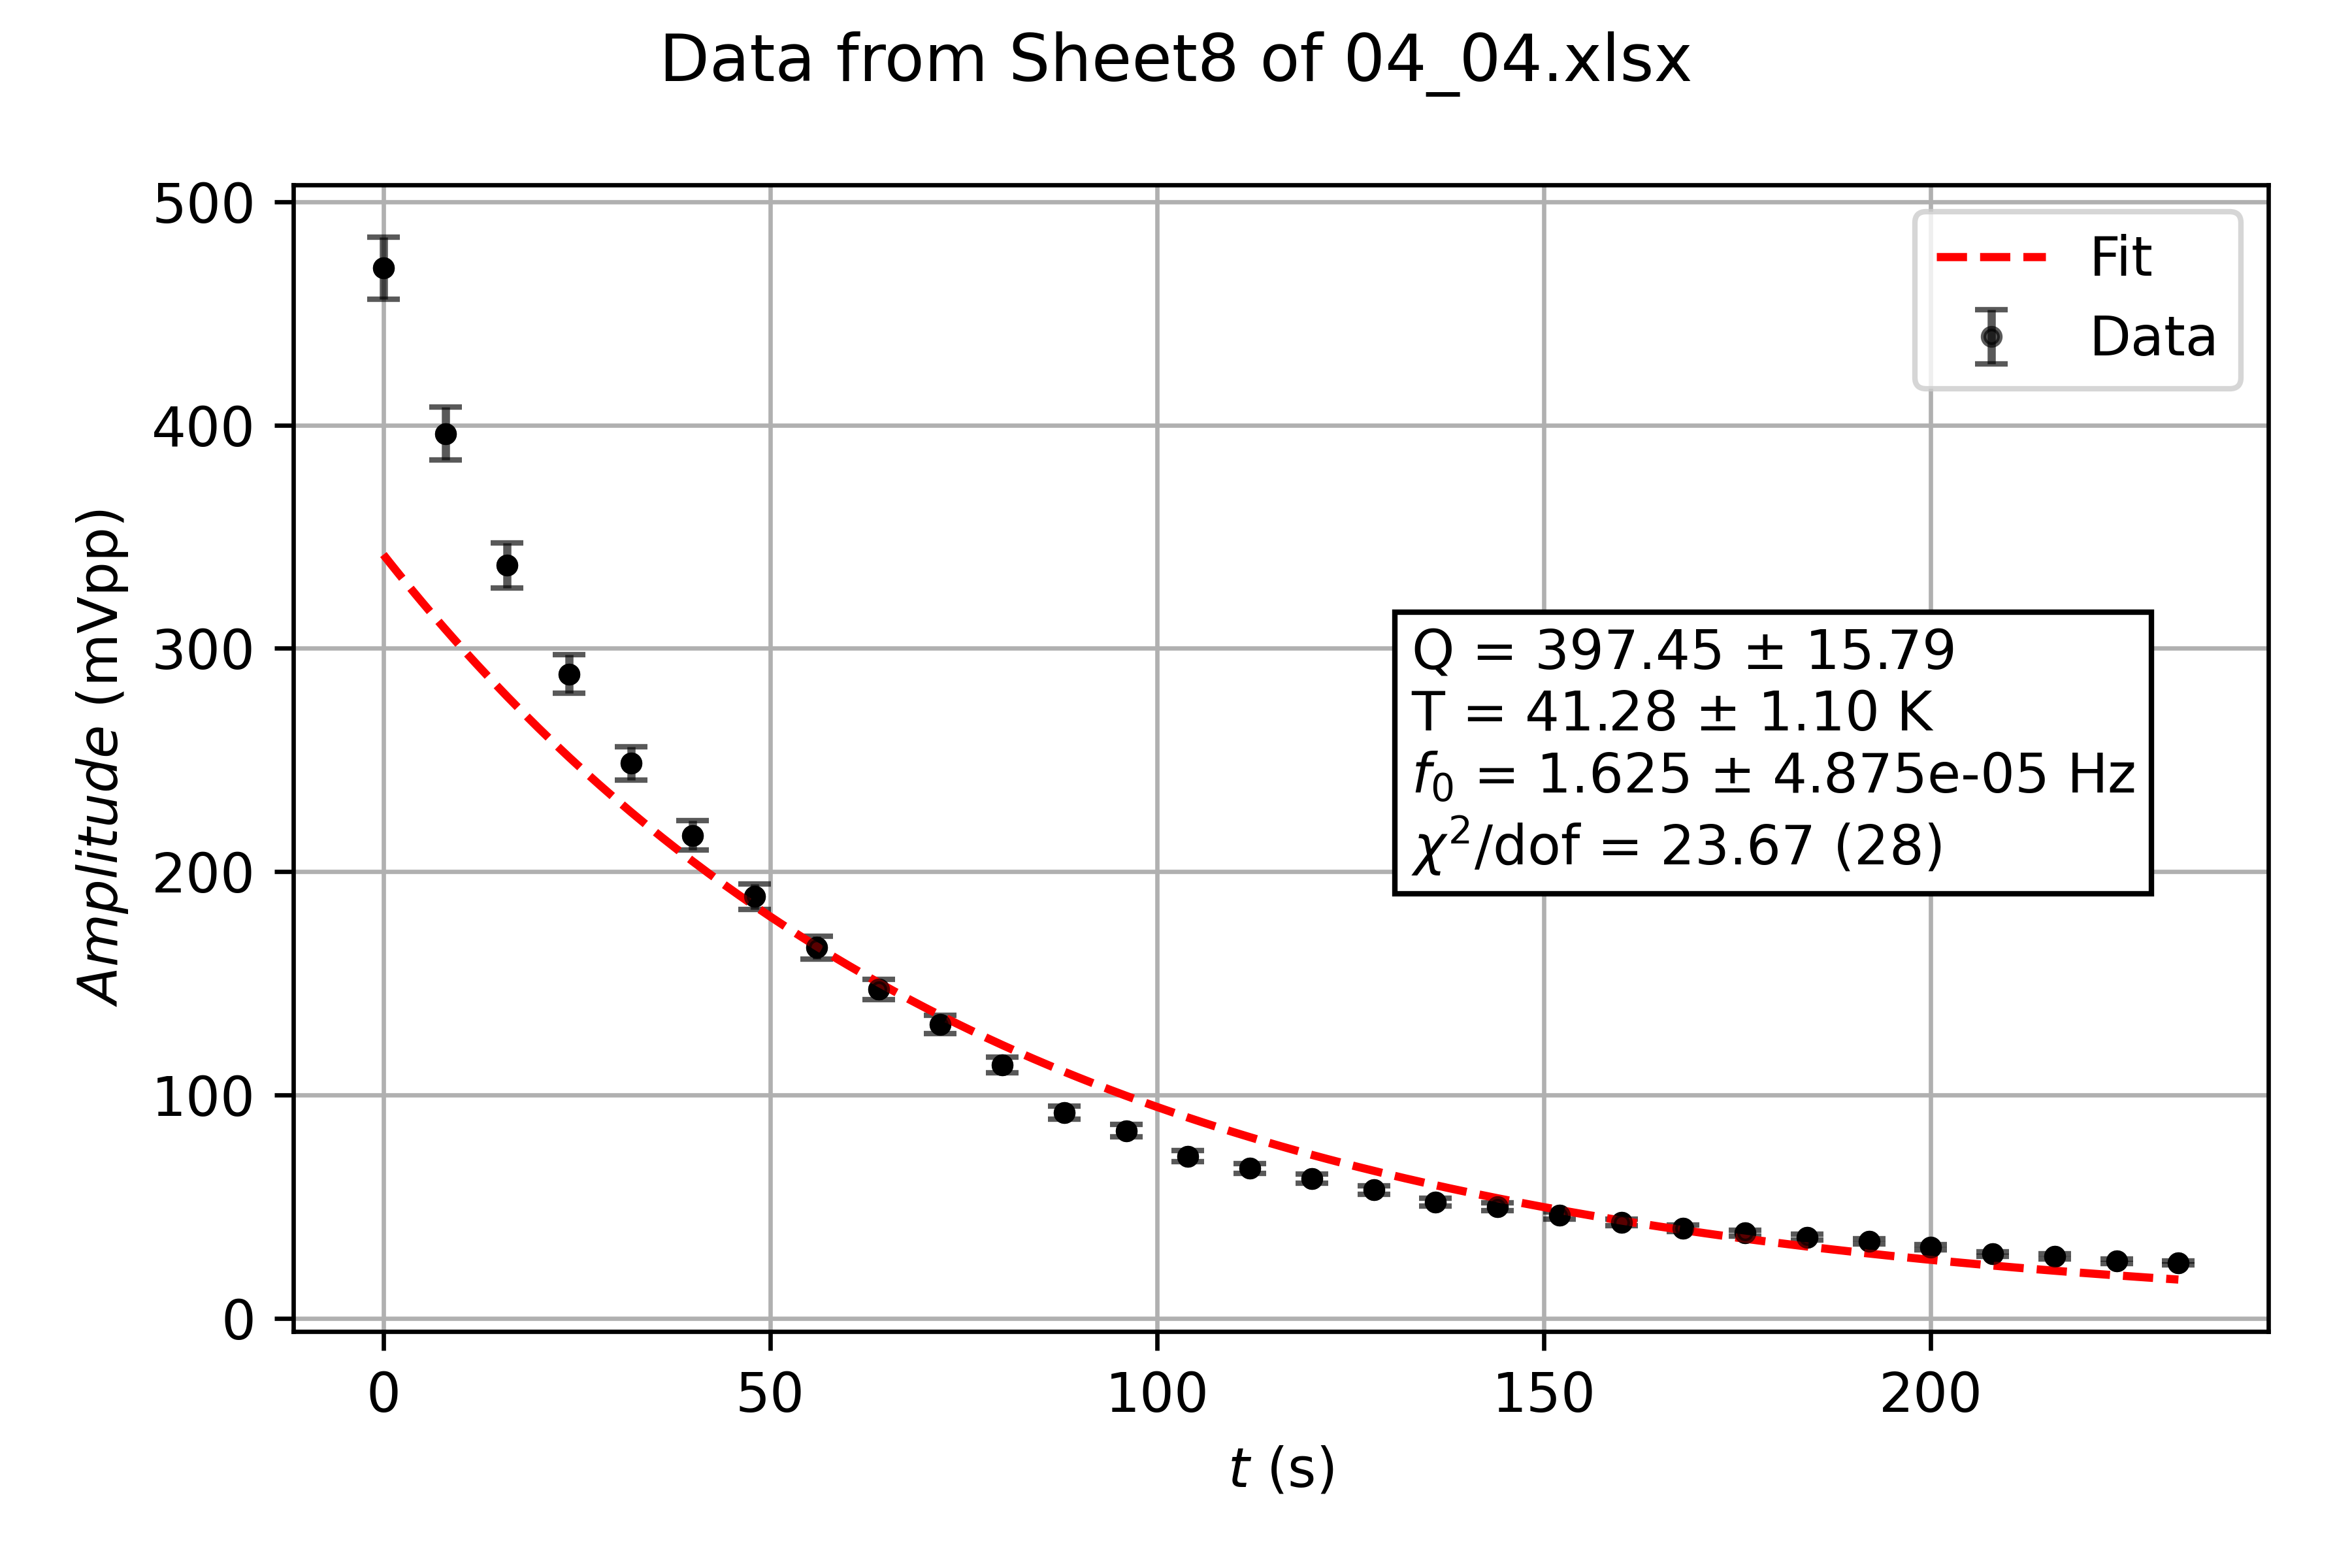 Data from Sheet8 of 04_04.xlsx
500
400
300
200
100
0
Amplitude (mVpp)
Fit
Data
Q = 397.45 ± 15.79
T = 41.28 ± 1.10 K
f₀ = 1.625 ± 4.875e-05 Hz
χ²/dof = 23.67 (28)
0 50 100 150 200
t (s)